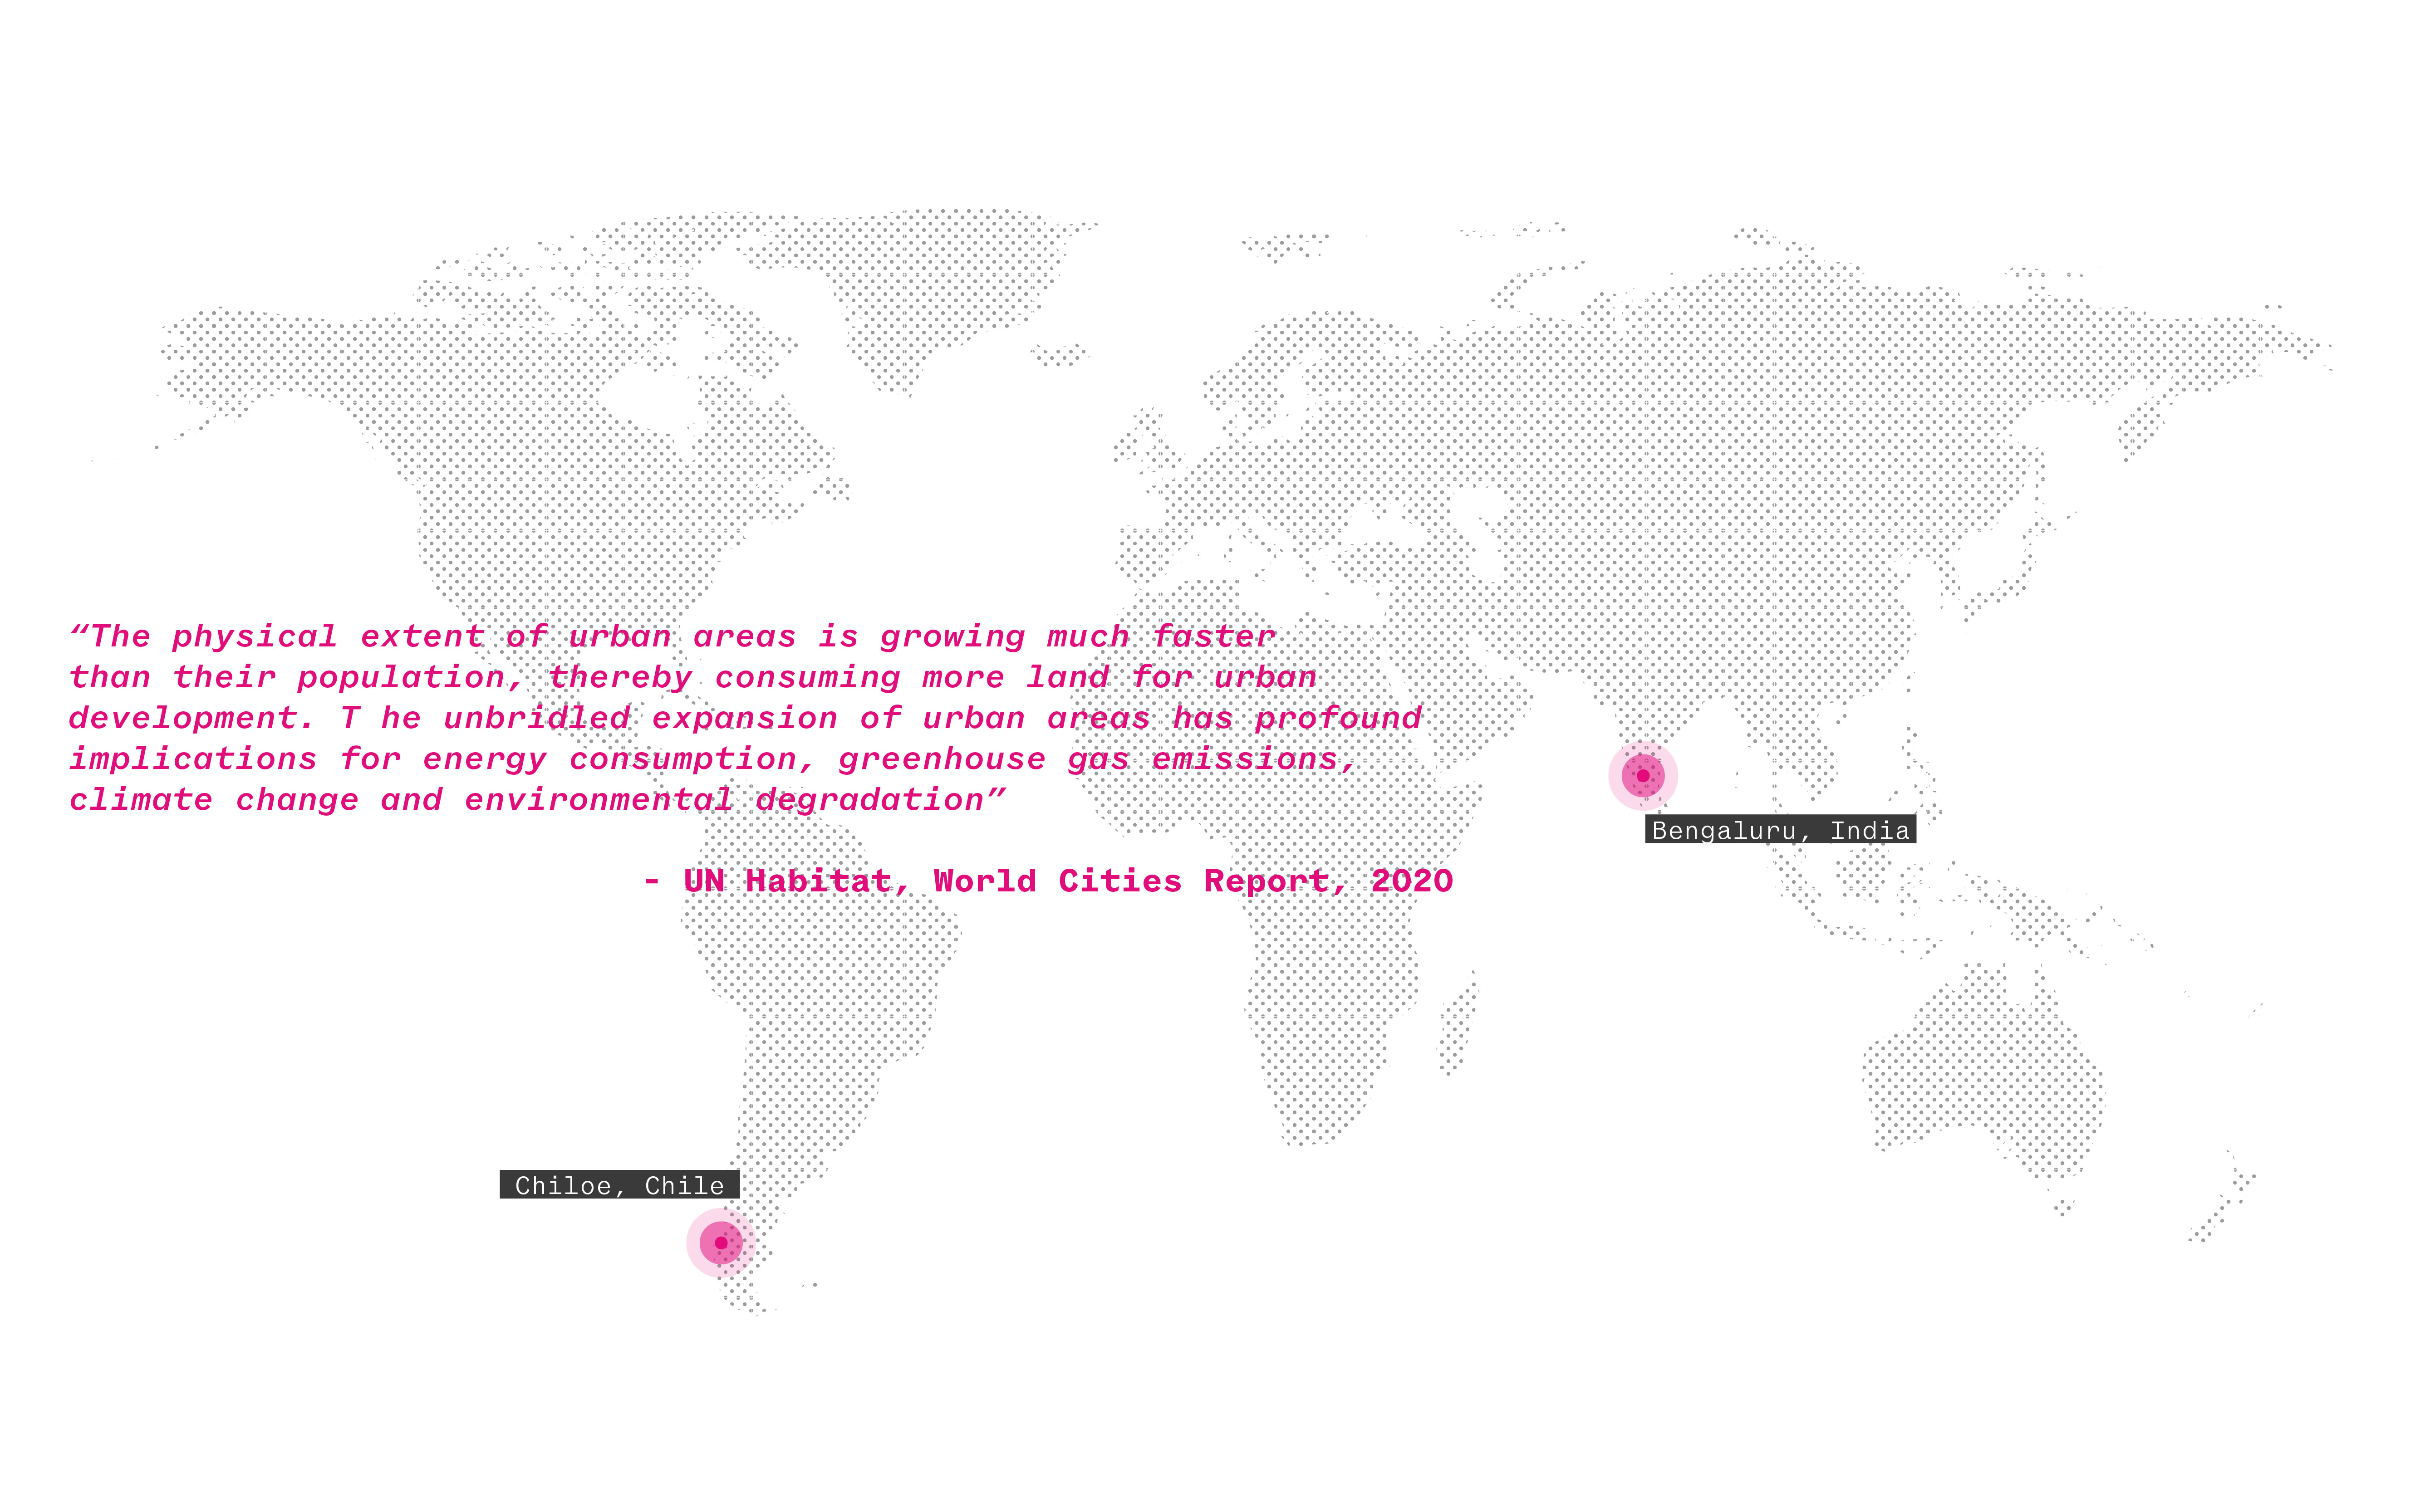 “The physical extent of urban areas is growing much faster
than their population, thereby consuming more land for urban
development. T he unbridled expansion of urban areas has profound
implications for energy consumption, greenhouse gas emissions,
climate change and environmental degradation”
- UN Habitat, World Cities Report, 2020
Bengaluru, India
Chiloe, Chile